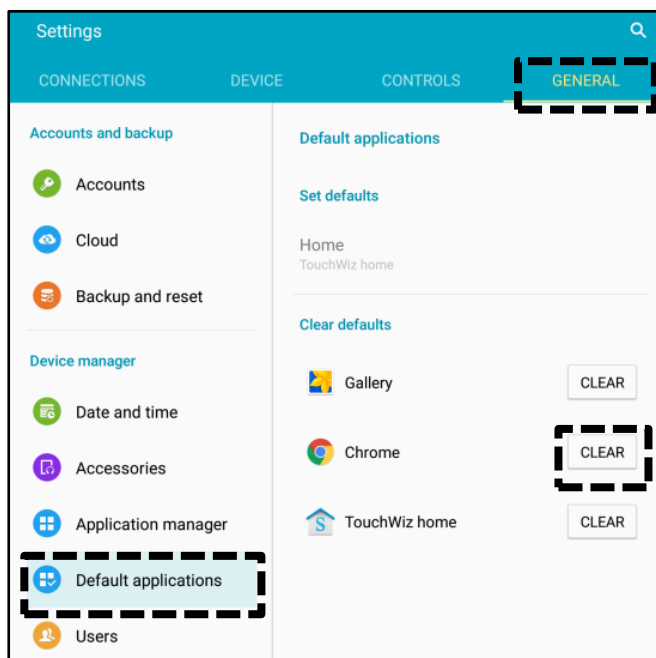 Settings
CONNECTIONS DEVICE CONTROLS GENERAL
Accounts and backup
Accounts
Cloud
Backup and reset
Device manager
Date and time
Accessories
Application manager
Default applications
Users
Default applications
Set defaults
Home
TouchWiz home
Clear defaults
Gallery CLEAR
Chrome CLEAR
S TouchWiz home CLEAR